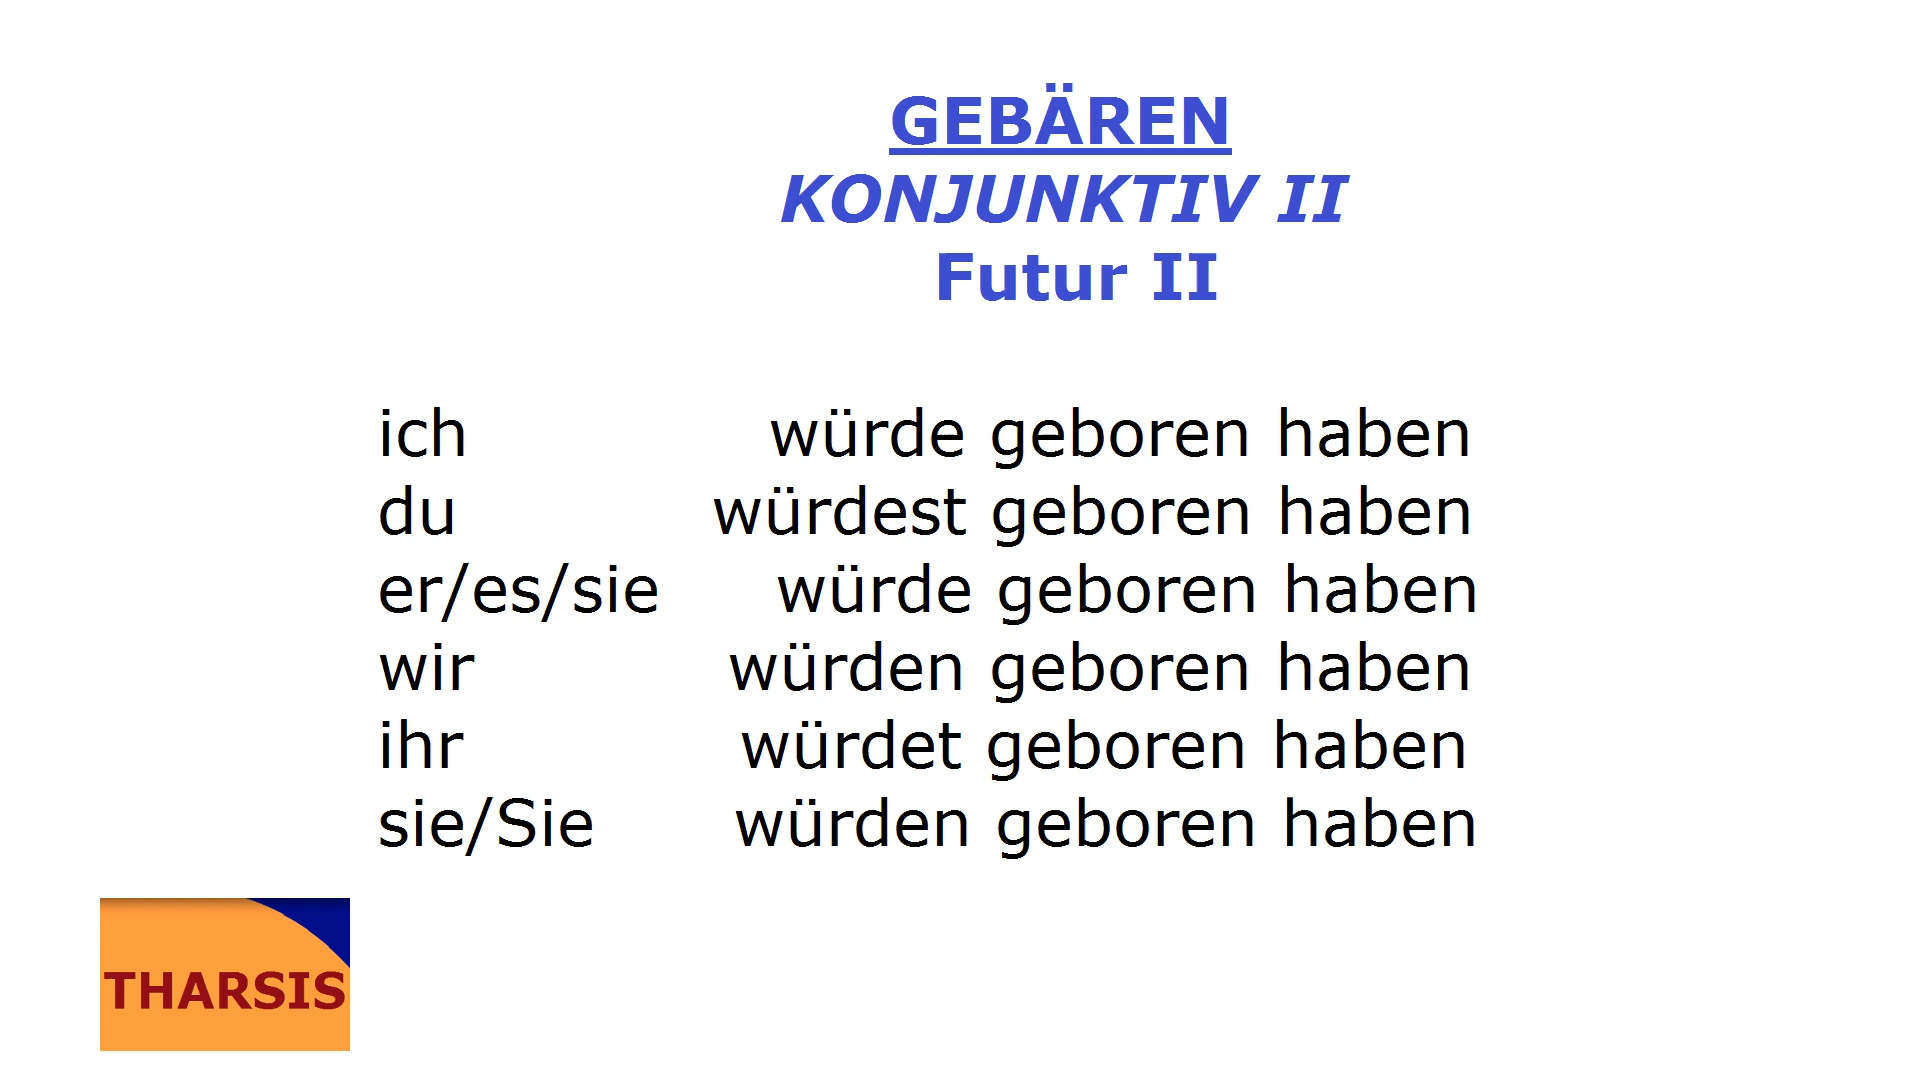 GEBÄREN
KONJUNKTIV II
Futur II
ich würde geboren haben
du würdest geboren haben
er/es/sie würde geboren haben
wir würden geboren haben
ihr würdet geboren haben
sie/Sie würden geboren haben
THARSIS